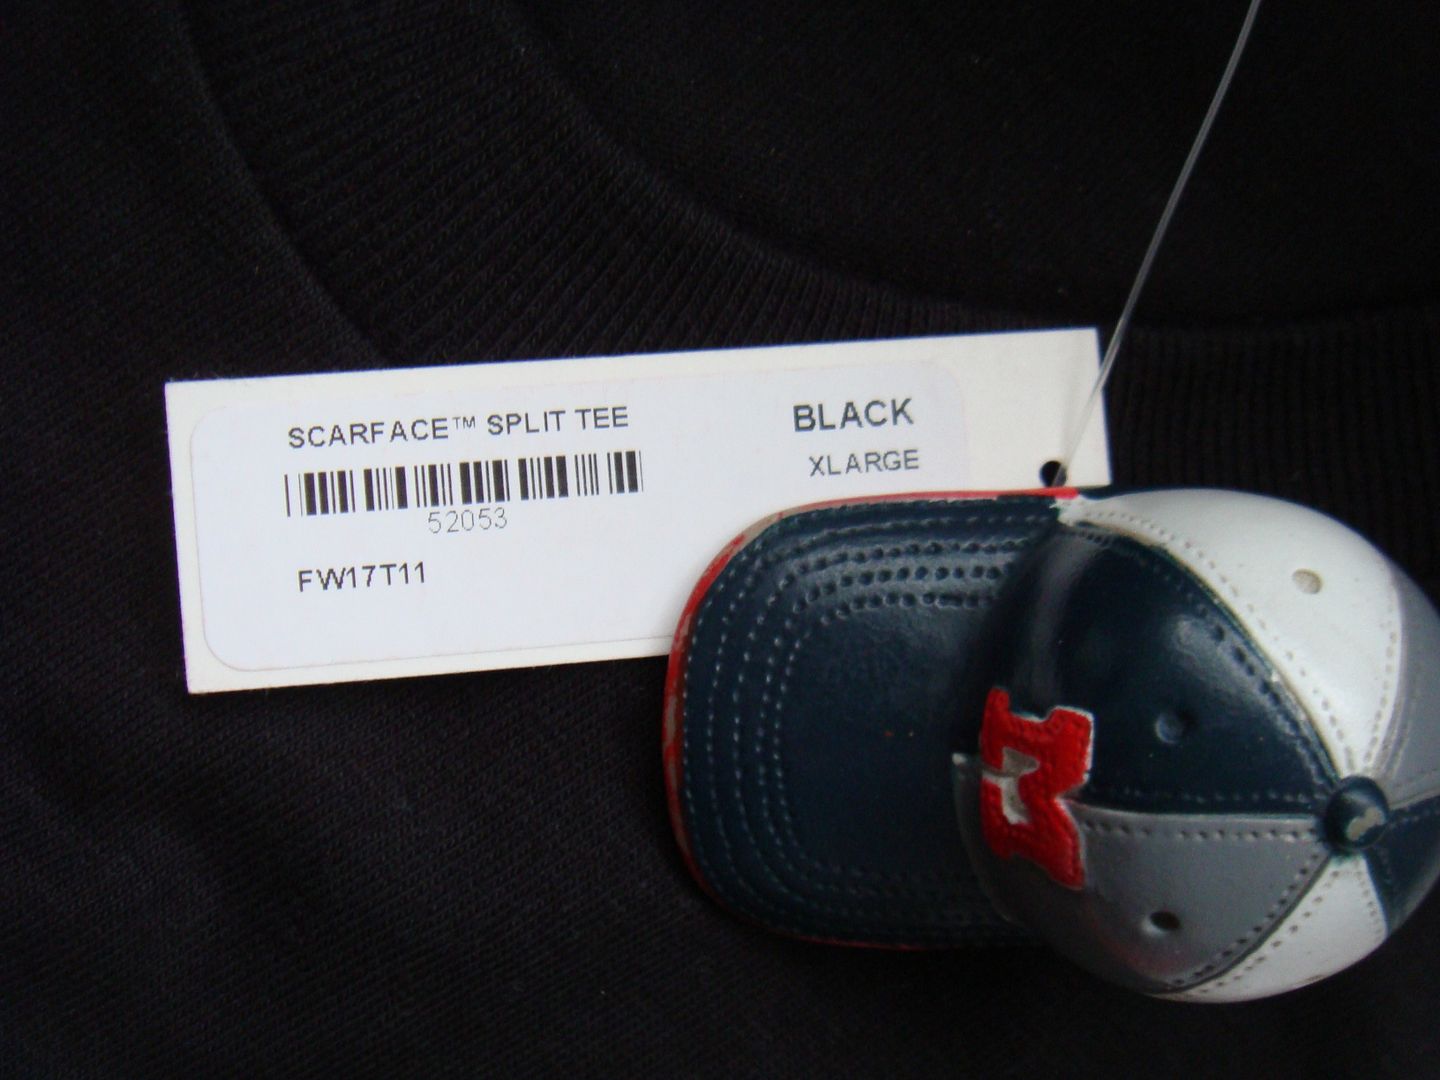 SCARFACE™ SPLIT TEE
BLACK
XLARGE
52053
FW17T11